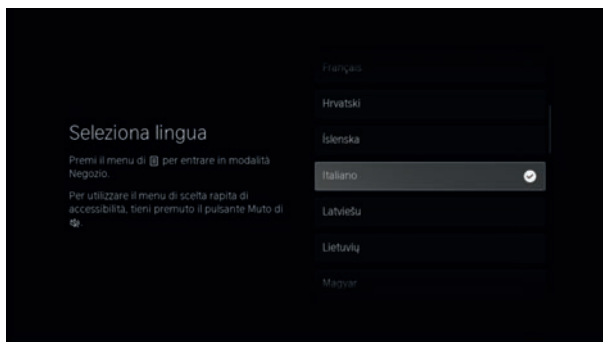 Seleziona lingua
Premi il menu di per entrare in modalità
Negozio.
Per utilizzare il menu di scelta rapida di
accessibilità, tieni premuto il pulsante Muto di
.
Français
Hrvatski
Íslenska
Italiano
Latviešu
Lietuvių
Magyar